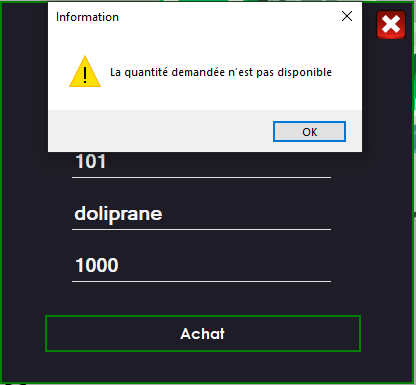 Information
La quantité demandée n'est pas disponible
OK
101
doliprane
1000
Achat